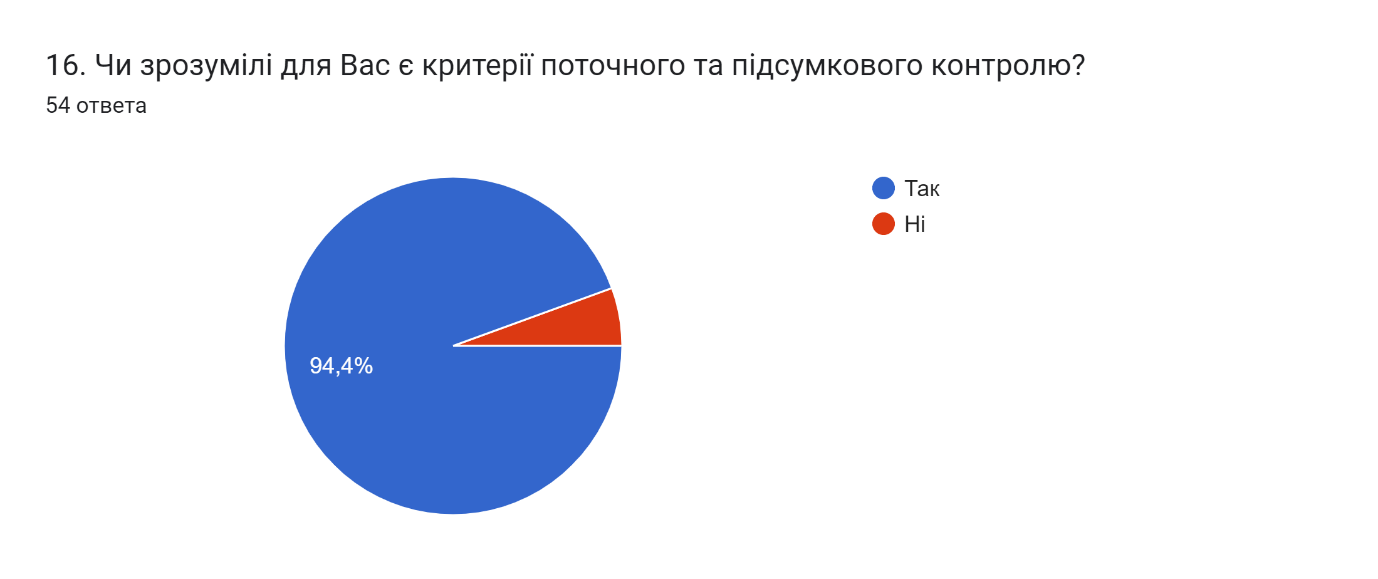 16. Чи зрозумілі для Вас є критерії поточного та підсумкового контролю?
54 ответа
Так
Ні
94,4%